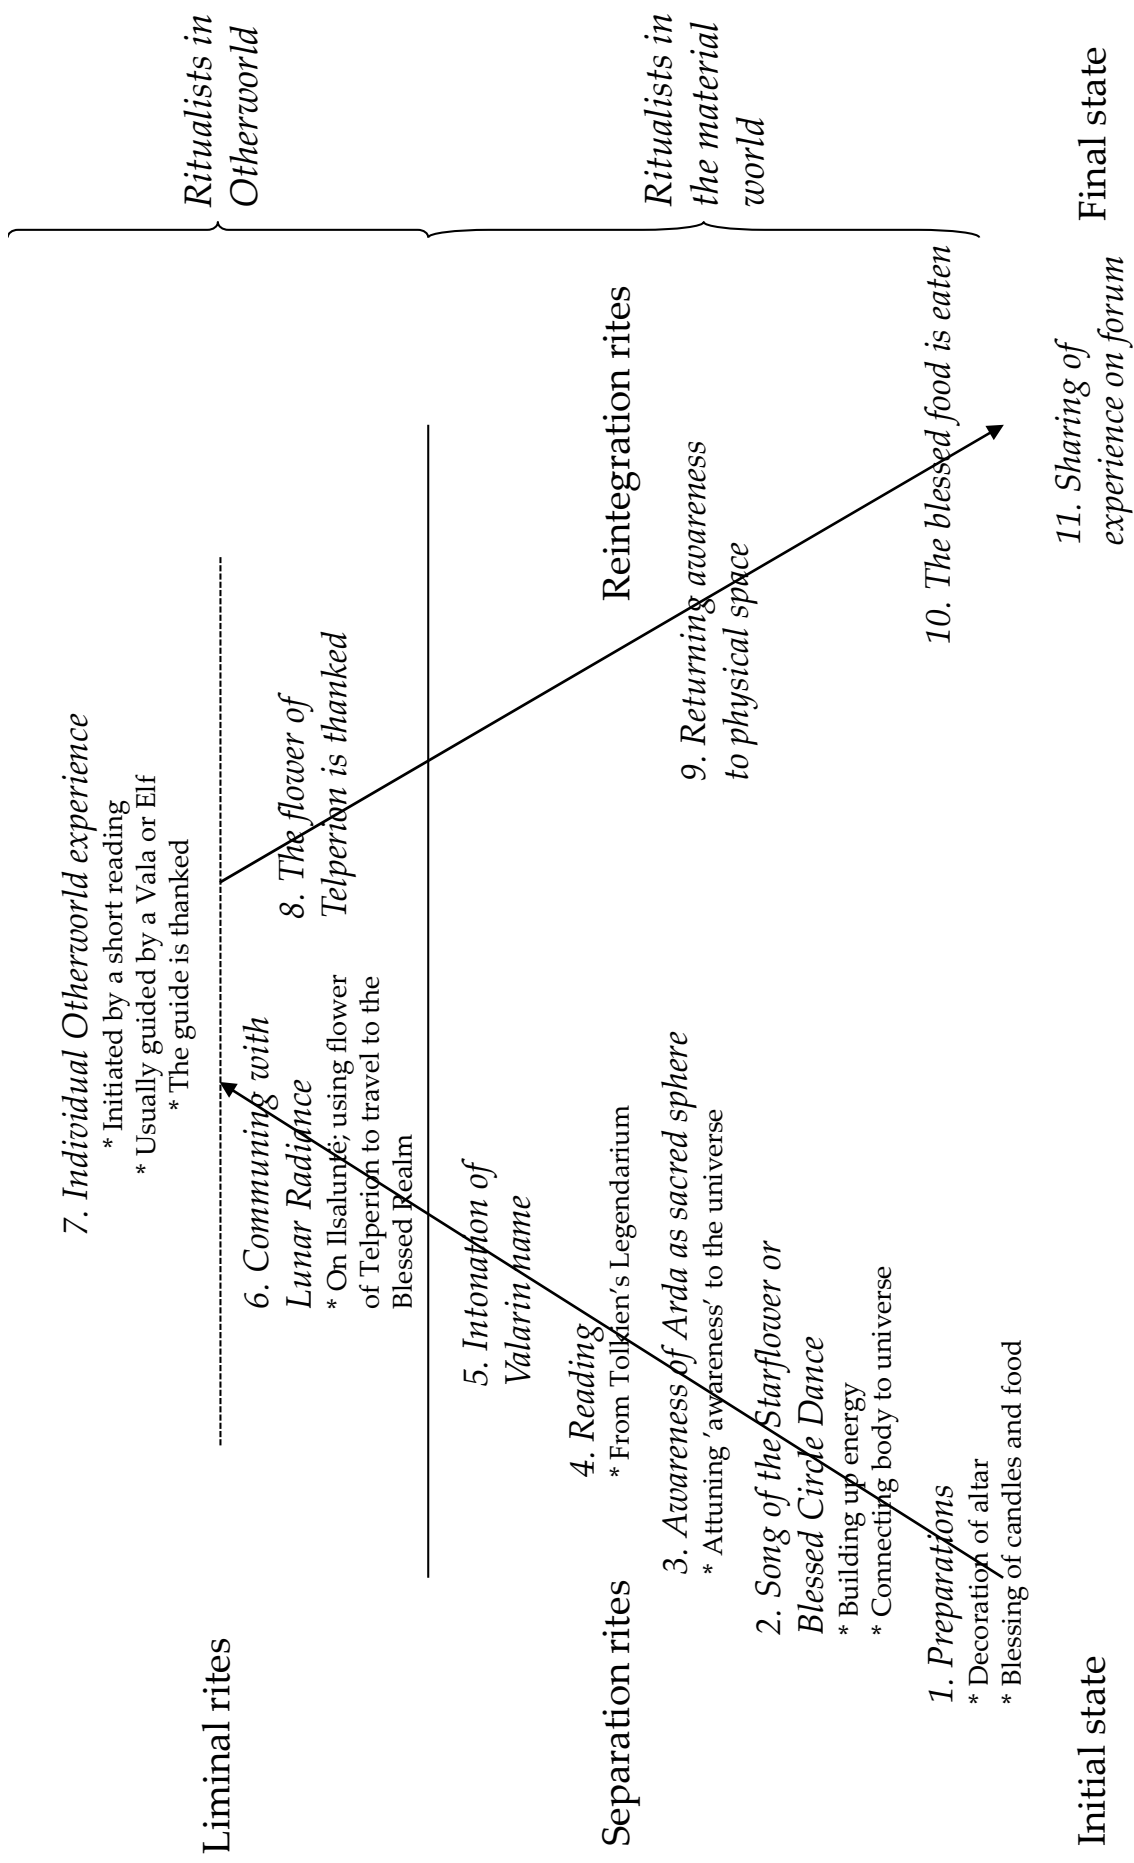 7. Individual Otherworld experience
* Initiated by a short reading
* Usually guided by a Vala or Elf
* The guide is thanked
Liminal rites
6. Communing with
Lunar Radiance
* On Ilsaluntë; using flower
of Telperion to travel to the
Blessed Realm
8. The flower of
Telperion is thanked
Ritualists in
Otherworld
5. Intonation of
Valarin name
4. Reading
* From Tolkien's Legendarium
Separation rites
3. Awareness of Arda as sacred sphere
* Attuning 'awareness' to the universe
2. Song of the Starflower or
Blessed Circle Dance
* Building up energy
* Connecting body to universe
1. Preparations
* Decoration of altar
* Blessing of candles and food
Reintegration rites
9. Returning awareness
to physical space
10. The blessed food is eaten
Ritualists in
the material
world
Initial state
11. Sharing of
experience on forum
Final state